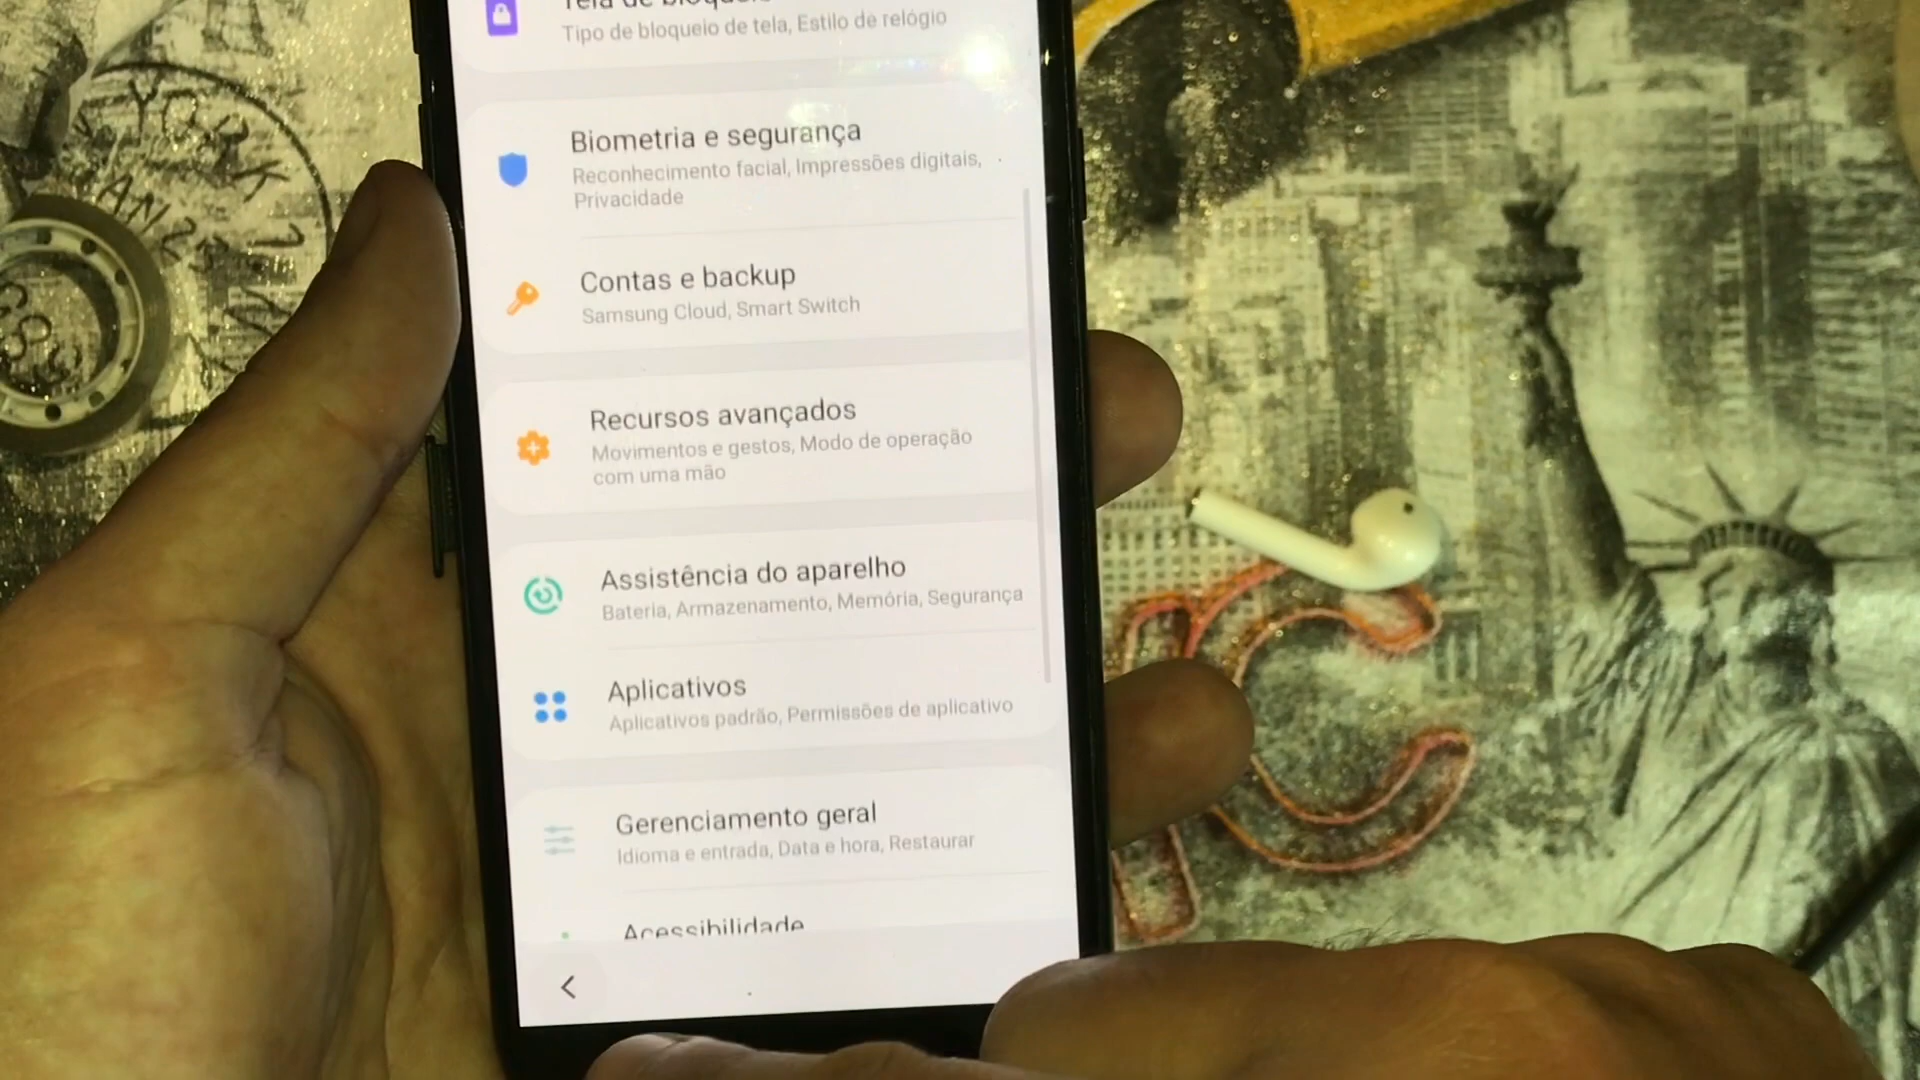 Tela de bloqueio
Tipo de bloqueio de tela, Estilo de relógio
Biometria e segurança
Reconhecimento facial, Impressões digitais,
Privacidade
Contas e backup
Samsung Cloud, Smart Switch
Recursos avançados
Movimentos e gestos, Modo de operação
com uma mão
Assistência do aparelho
Bateria, Armazenamento, Memória, Segurança
Aplicativos
Aplicativos padrão, Permissões de aplicativo
Gerenciamento geral
Idioma e entrada, Data e hora, Restaurar
Acessibilidade
YORK